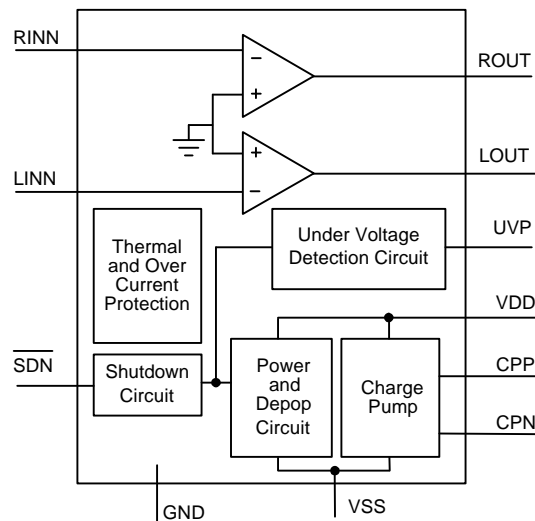 RINN
−
ROUT
+
+
LOUT
LINN
−
Under Voltage
Detection Circuit
UVP
Thermal
and Over
Current
Protection
VDD
SDN
Shutdown
Circuit
Power
and
Depop
Circuit
Charge
Pump
CPP
CPN
GND
VSS